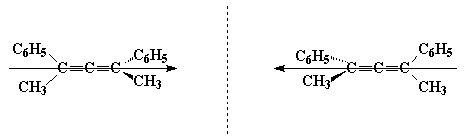 C₆H₅ C₆H₅ C₆H₅ C₆H₅
C=C=C C=C=C
CH₃ CH₃ CH₃ CH₃